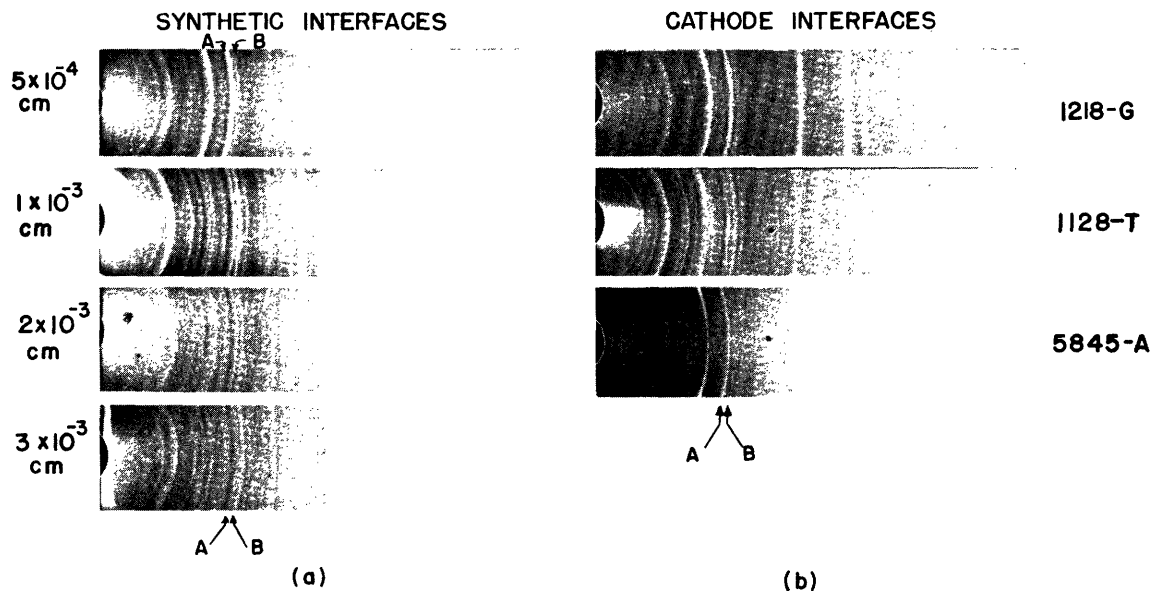 SYNTHETIC INTERFACES
A B
5x10⁻⁴
cm
1x10⁻³
cm
2x10⁻³
cm
3x10⁻³
cm
A B
(a)
CATHODE INTERFACES
1218-G
1128-T
5845-A
A B
(b)